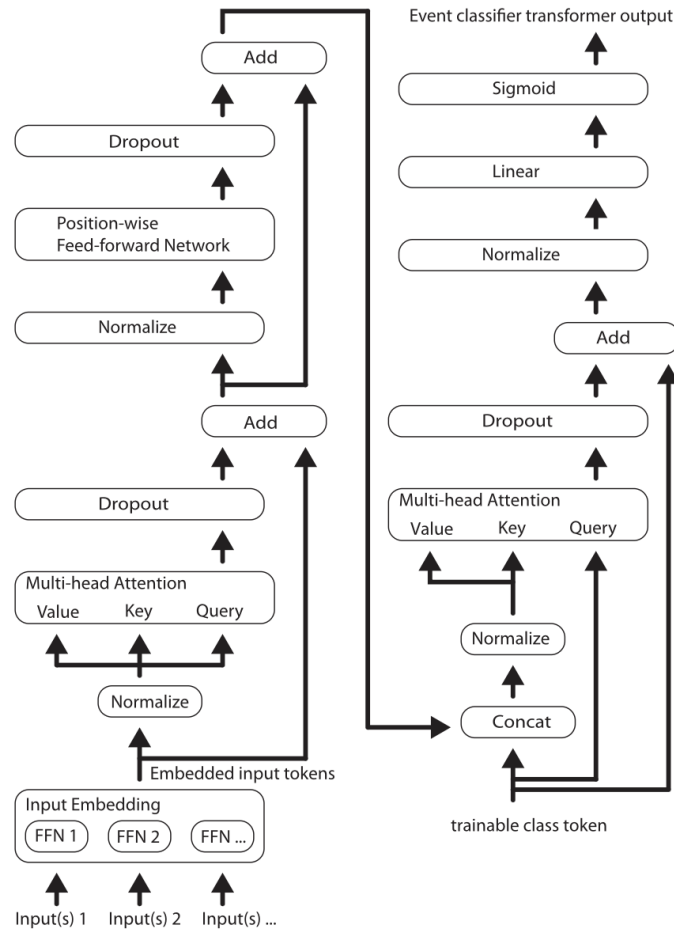 Add
Dropout
Position-wise
Feed-forward Network
Normalize
Add
Dropout
Multi-head Attention
Value Key Query
Normalize
Embedded input tokens
Input Embedding
FFN 1 FFN 2 FFN ...
Input(s) 1 Input(s) 2 Input(s) ...
Event classifier transformer output
Sigmoid
Linear
Normalize
Add
Dropout
Multi-head Attention
Value Key Query
Normalize
Concat
trainable class token